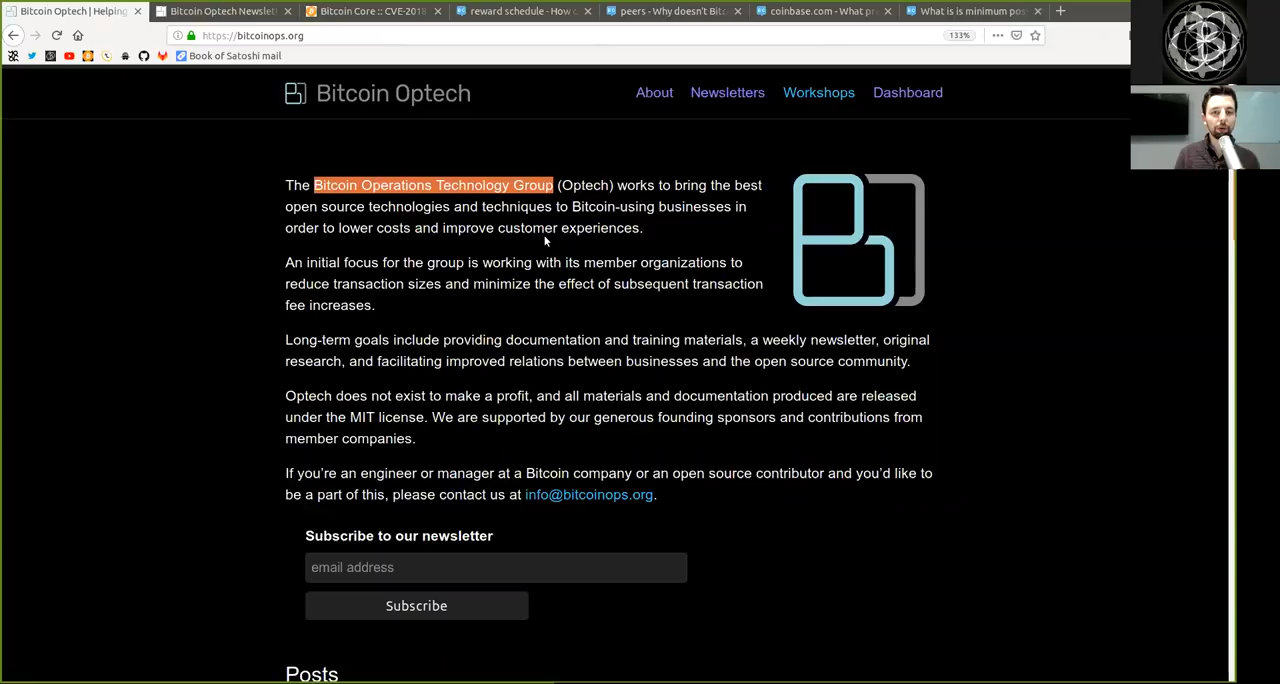 Bitcoin Optech | Helping
Bitcoin Optech Newslet
Bitcoin Core :: CVE-2018
reward schedule - How
peers - Why doesn't Bitc
coinbase.com - What pre
What is is minimum pos
https://bitcoinops.org
133%
Book of Satoshi mail
Bitcoin Optech
About
Newsletters
Workshops
Dashboard
The Bitcoin Operations Technology Group (Optech) works to bring the best
open source technologies and techniques to Bitcoin-using businesses in
order to lower costs and improve customer experiences.
An initial focus for the group is working with its member organizations to
reduce transaction sizes and minimize the effect of subsequent transaction
fee increases.
Long-term goals include providing documentation and training materials, a weekly newsletter, original
research, and facilitating improved relations between businesses and the open source community.
Optech does not exist to make a profit, and all materials and documentation produced are released
under the MIT license. We are supported by our generous founding sponsors and contributions from
member companies.
If you're an engineer or manager at a Bitcoin company or an open source contributor and you'd like to
be a part of this, please contact us at info@bitcoinops.org.
Subscribe to our newsletter
email address
Subscribe
Posts